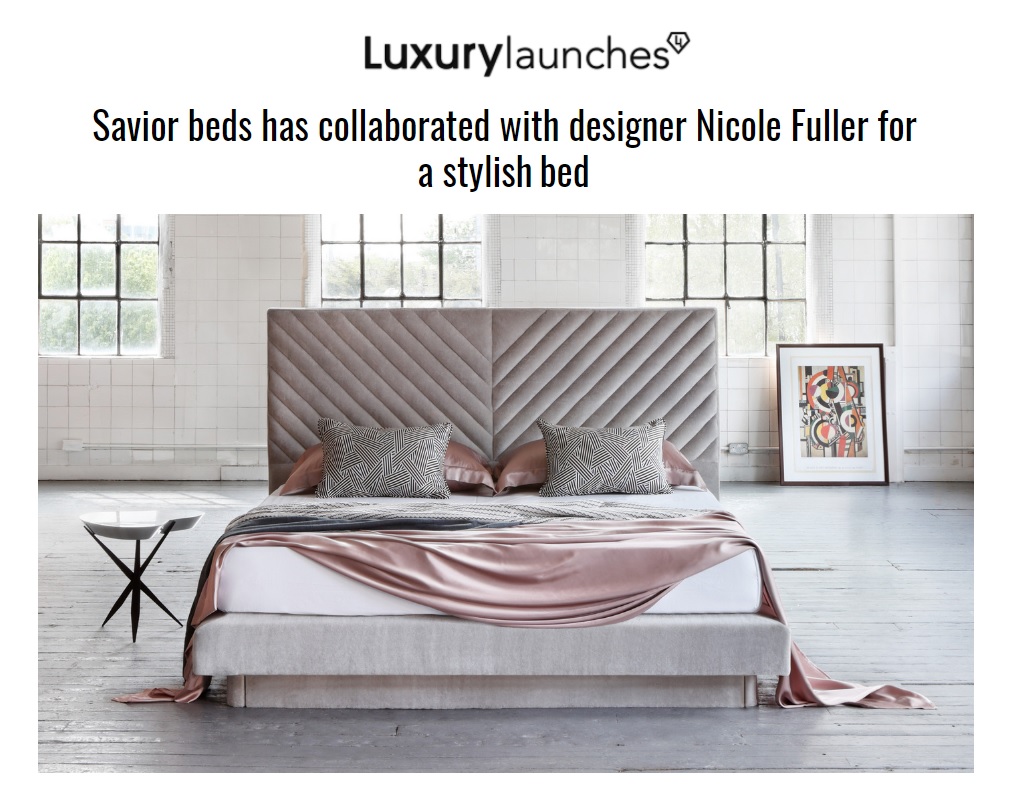 Luxurylaunches
Savior beds has collaborated with designer Nicole Fuller for
a stylish bed